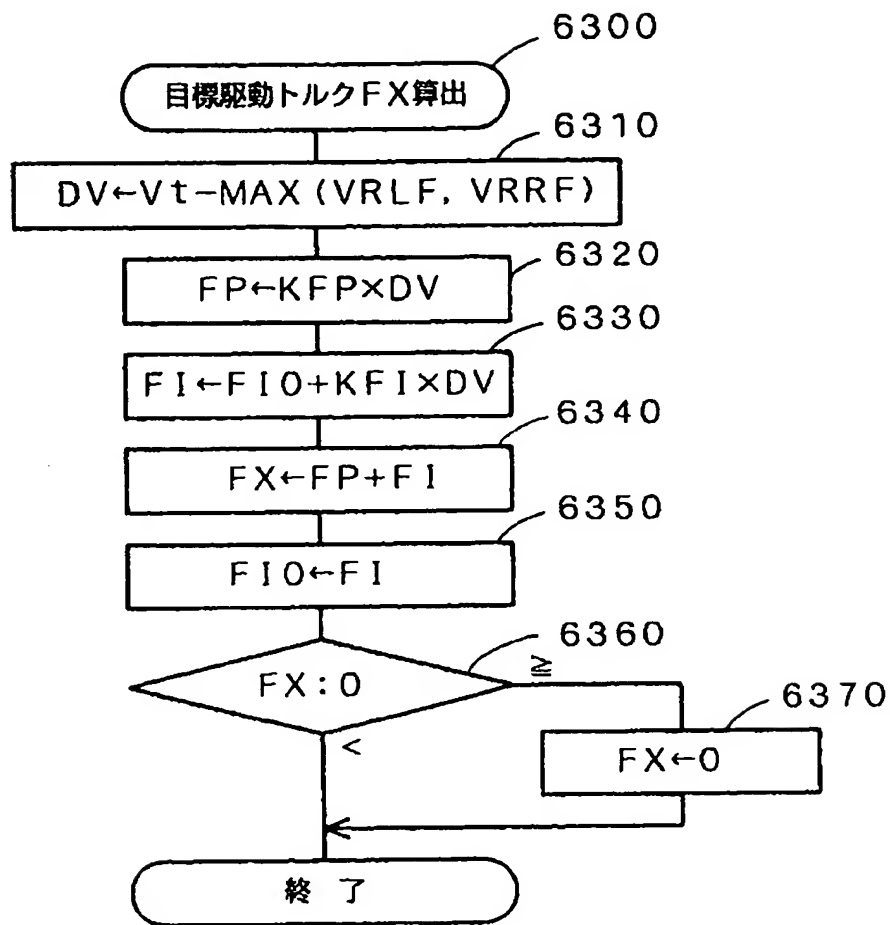 6300
目標駆動トルクFX算出
6310
DV←Vt−MAX(VRLF, VRRF)
6320
FP←KFP×DV
6330
FI←FIO+KFI×DV
6340
FX←FP+FI
6350
FIO←FI
6360
FX:0
≧
<
6370
FX←0
終了